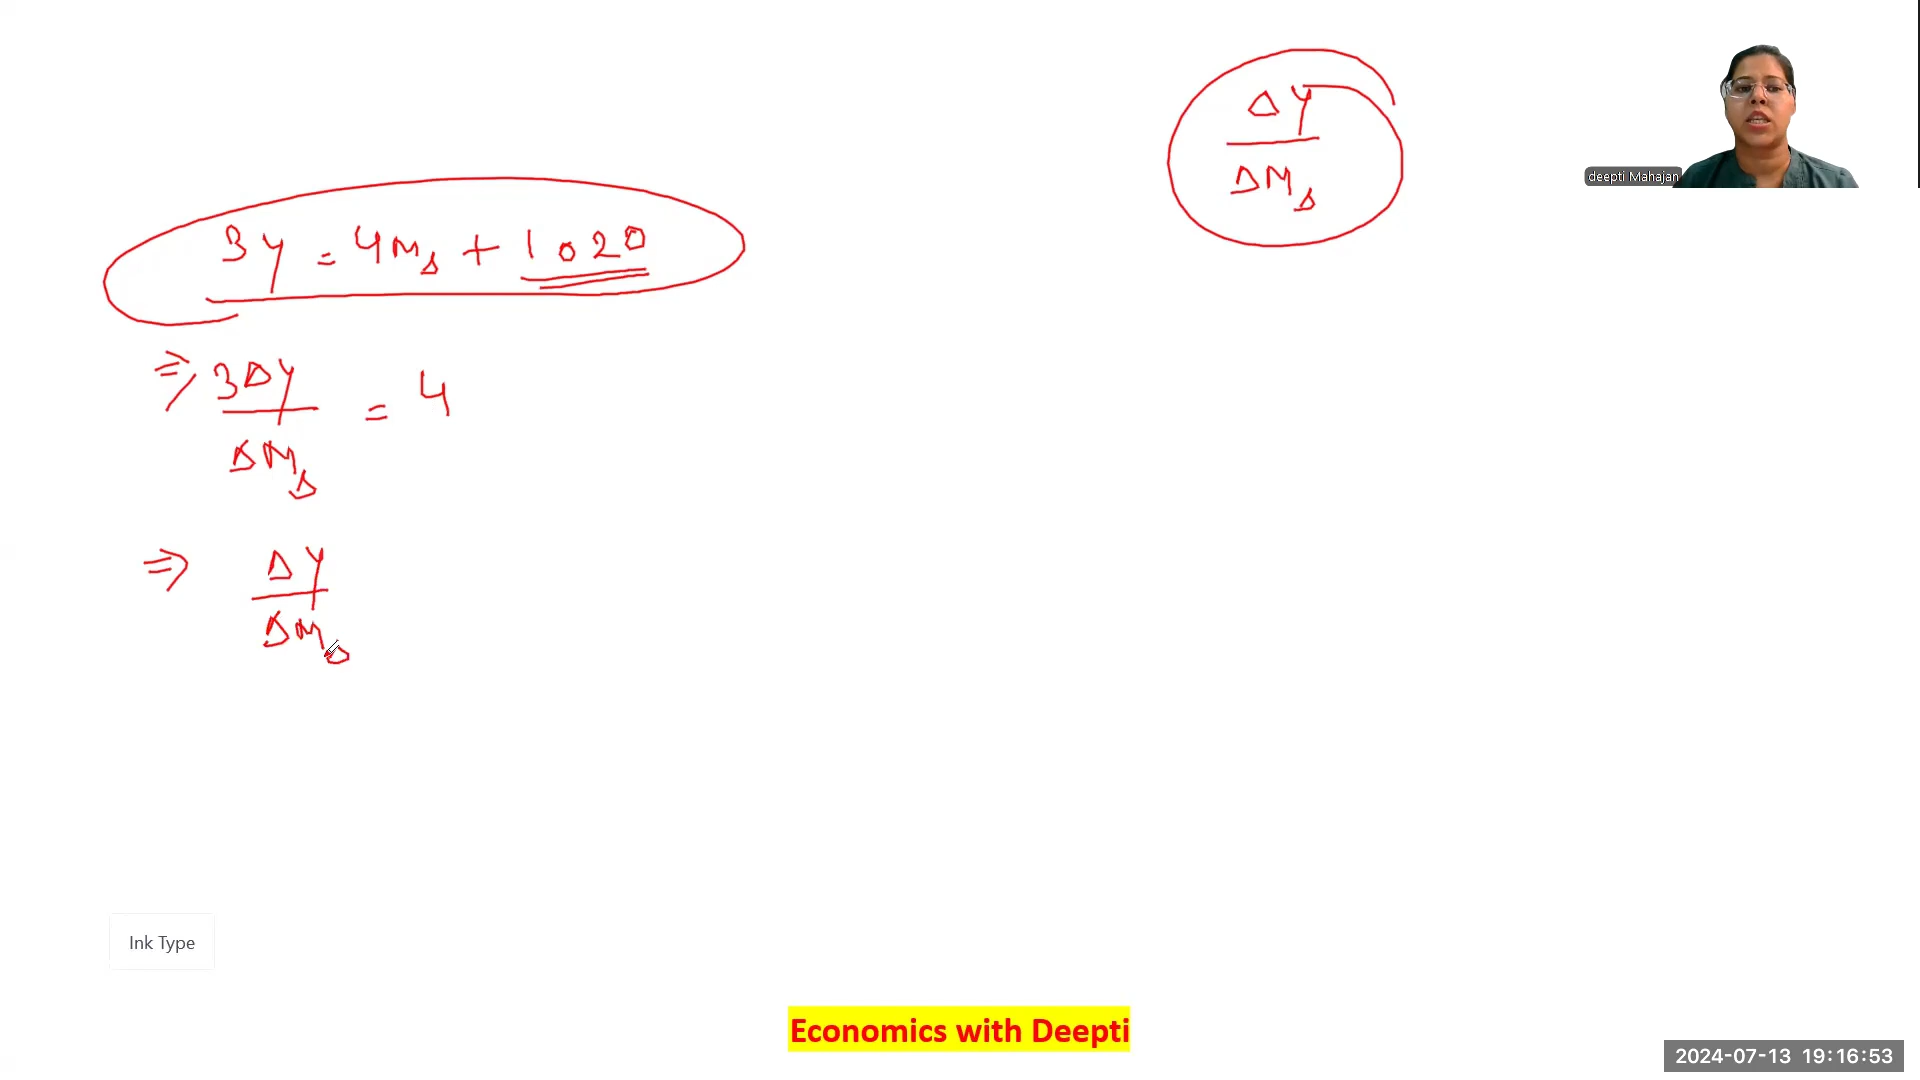 ΔY
ΔMs
deepti Mahajan
3Y = 4Ms + 1020
⇒ 3ΔY
ΔMs
= 4
⇒ ΔY
ΔMs
Ink Type
Economics with Deepti
2024-07-13 19:16:53